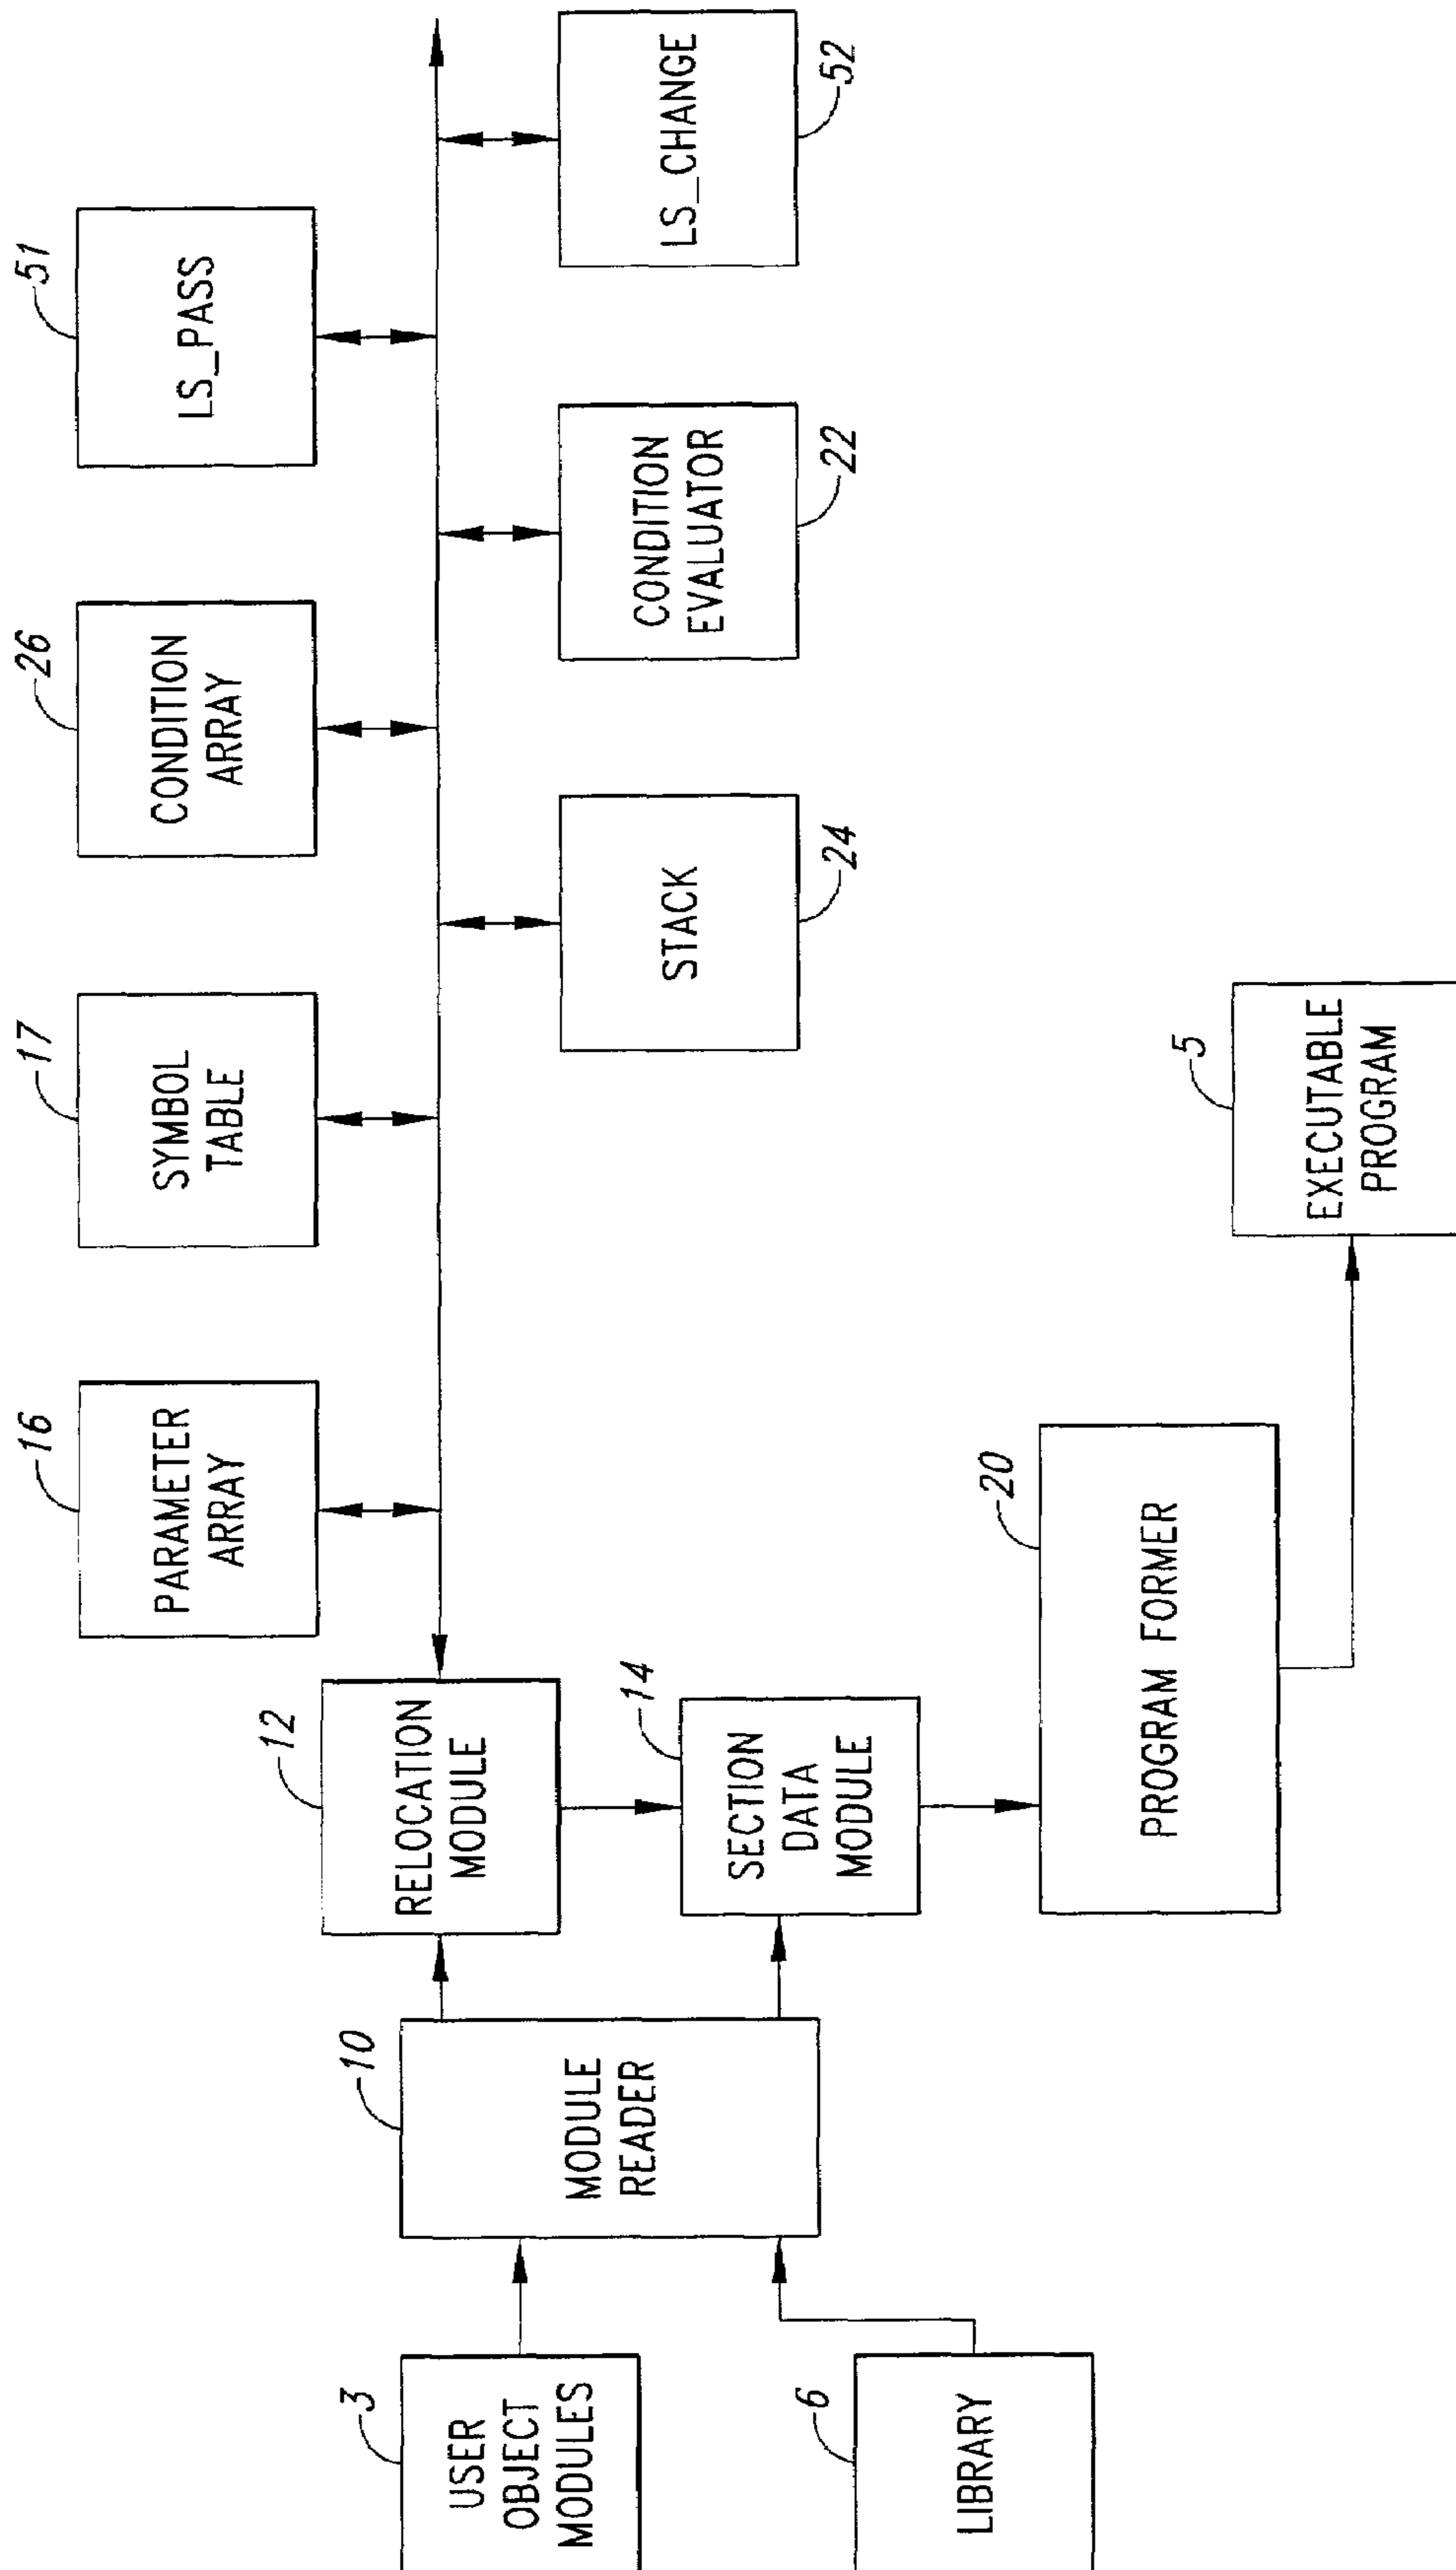 3
USER
OBJECT
MODULES
6
LIBRARY
10
MODULE
READER
12
RELOCATION
MODULE
14
SECTION
DATA
MODULE
16
PARAMETER
ARRAY
17
SYMBOL
TABLE
26
CONDITION
ARRAY
51
LS_PASS
STACK
24
CONDITION
EVALUATOR
22
LS_CHANGE
52
20
PROGRAM FORMER
5
EXECUTABLE
PROGRAM